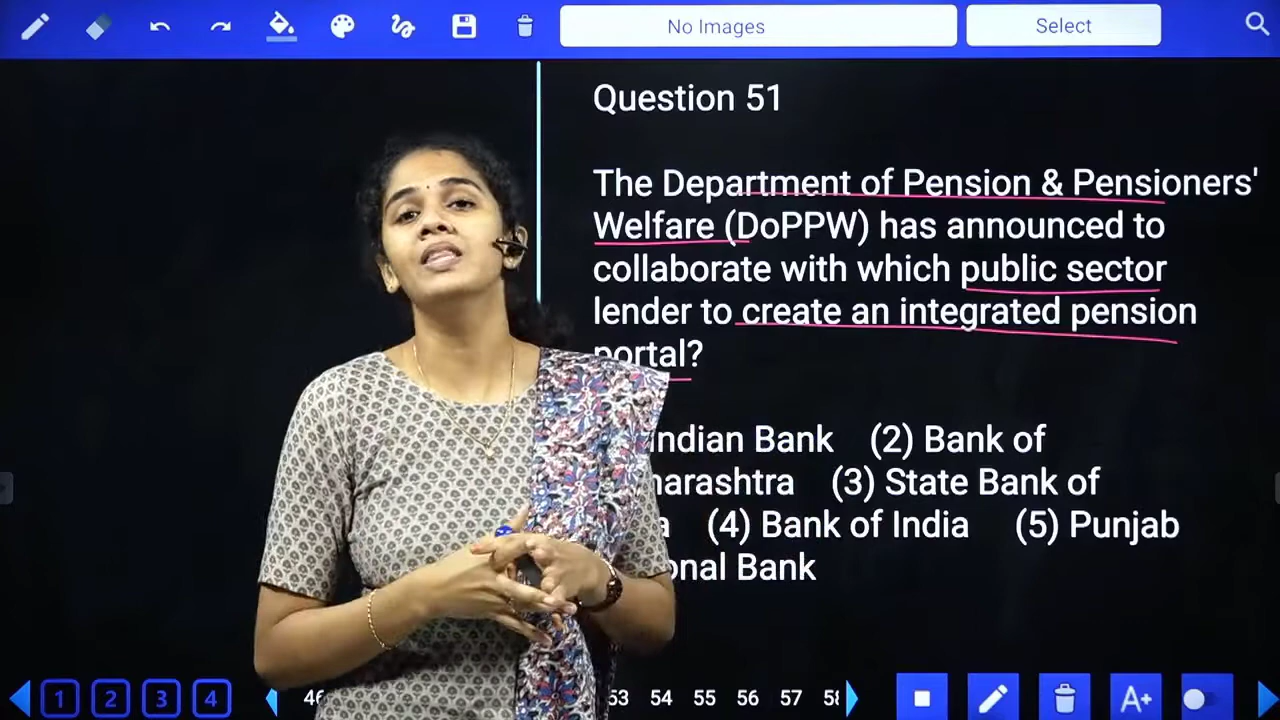 No Images
Select
Question 51
The Department of Pension & Pensioners'
Welfare (DoPPW) has announced to
collaborate with which public sector
lender to create an integrated pension
portal?
Bank (2) Bank of
(3) State Bank of
(4) Bank of India (5) Punjab
Bank
1 2 3 4 54 55 56 57
A+